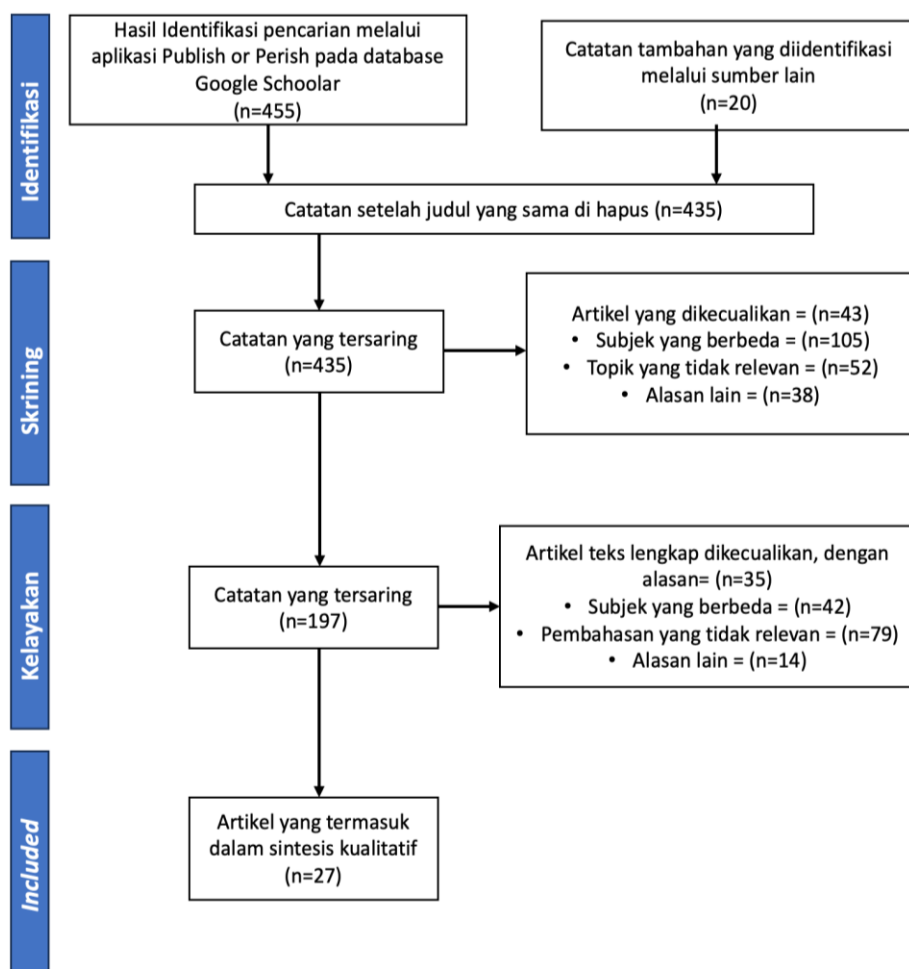 Identifikasi
Hasil Identifikasi pencarian melalui
aplikasi Publish or Perish pada database
Google Schoolar
(n=455)
Catatan tambahan yang diidentifikasi
melalui sumber lain
(n=20)
Catatan setelah judul yang sama di hapus (n=435)
Skrining
Catatan yang tersaring
(n=435)
Artikel yang dikecualikan = (n=43)
• Subjek yang berbeda = (n=105)
• Topik yang tidak relevan = (n=52)
• Alasan lain = (n=38)
Kelayakan
Catatan yang tersaring
(n=197)
Artikel teks lengkap dikecualikan, dengan
alasan= (n=35)
• Subjek yang berbeda = (n=42)
• Pembahasan yang tidak relevan = (n=79)
• Alasan lain = (n=14)
Included
Artikel yang termasuk
dalam sintesis kualitatif
(n=27)